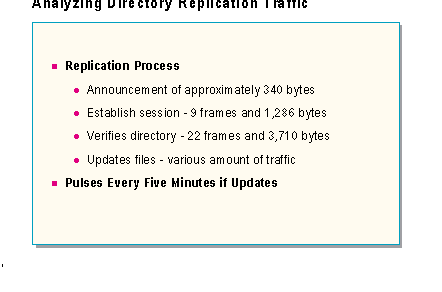 Analyzing Directory Replication Traffic
Replication Process
Announcement of approximately 340 bytes
Establish session - 9 frames and 1,286 bytes
Verifies directory - 22 frames and 3,710 bytes
Updates files - various amount of traffic
Pulses Every Five Minutes if Updates